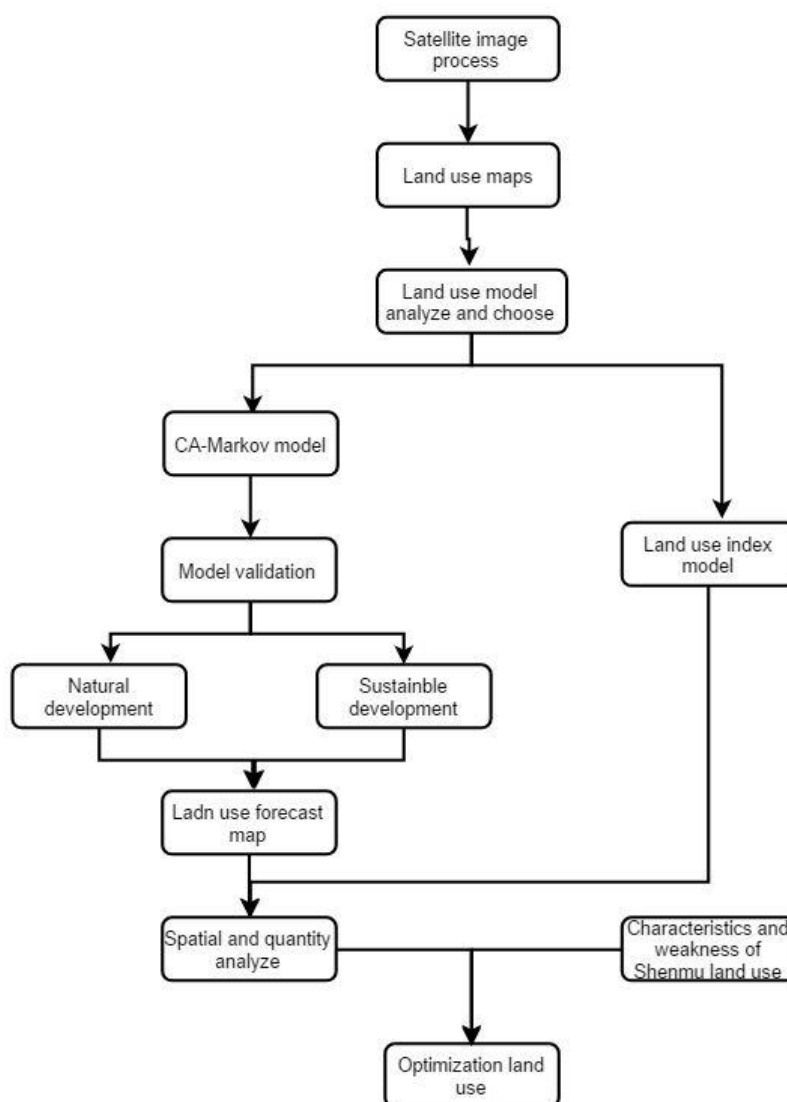 Satellite image
process
Land use maps
Land use model
analyze and choose
CA-Markov model
Land use index
model
Model validation
Natural
development
Sustainble
development
Ladn use forecast
map
Spatial and quantity
analyze
Characteristics and
weakness of
Shenmu land use
Optimization land
use